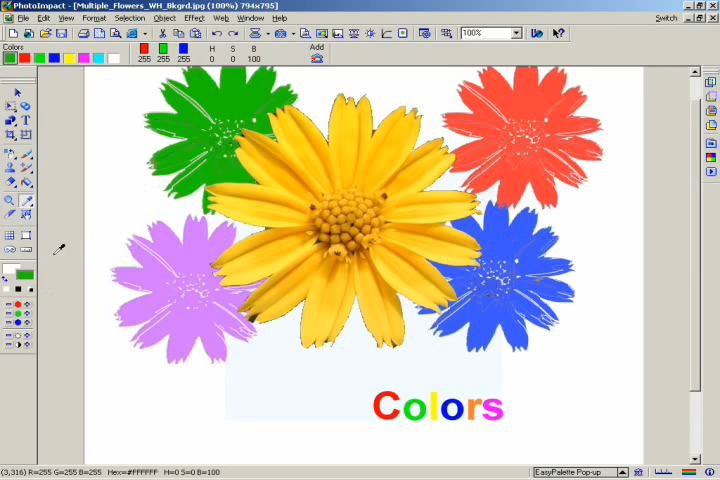 PhotoImpact - [Multiple_Flowers_WH_Bkgrd.jpg (100%) 794x795]
File Edit View Format Selection Object Effect Web Window Help Switch
100%
Colors H S B Add
255 255 255 0 0 100
T
Colors
(3,316) R=255 G=255 B=255 Hex=#FFFFFF H=0 S=0 B=100
EasyPalette Pop-up